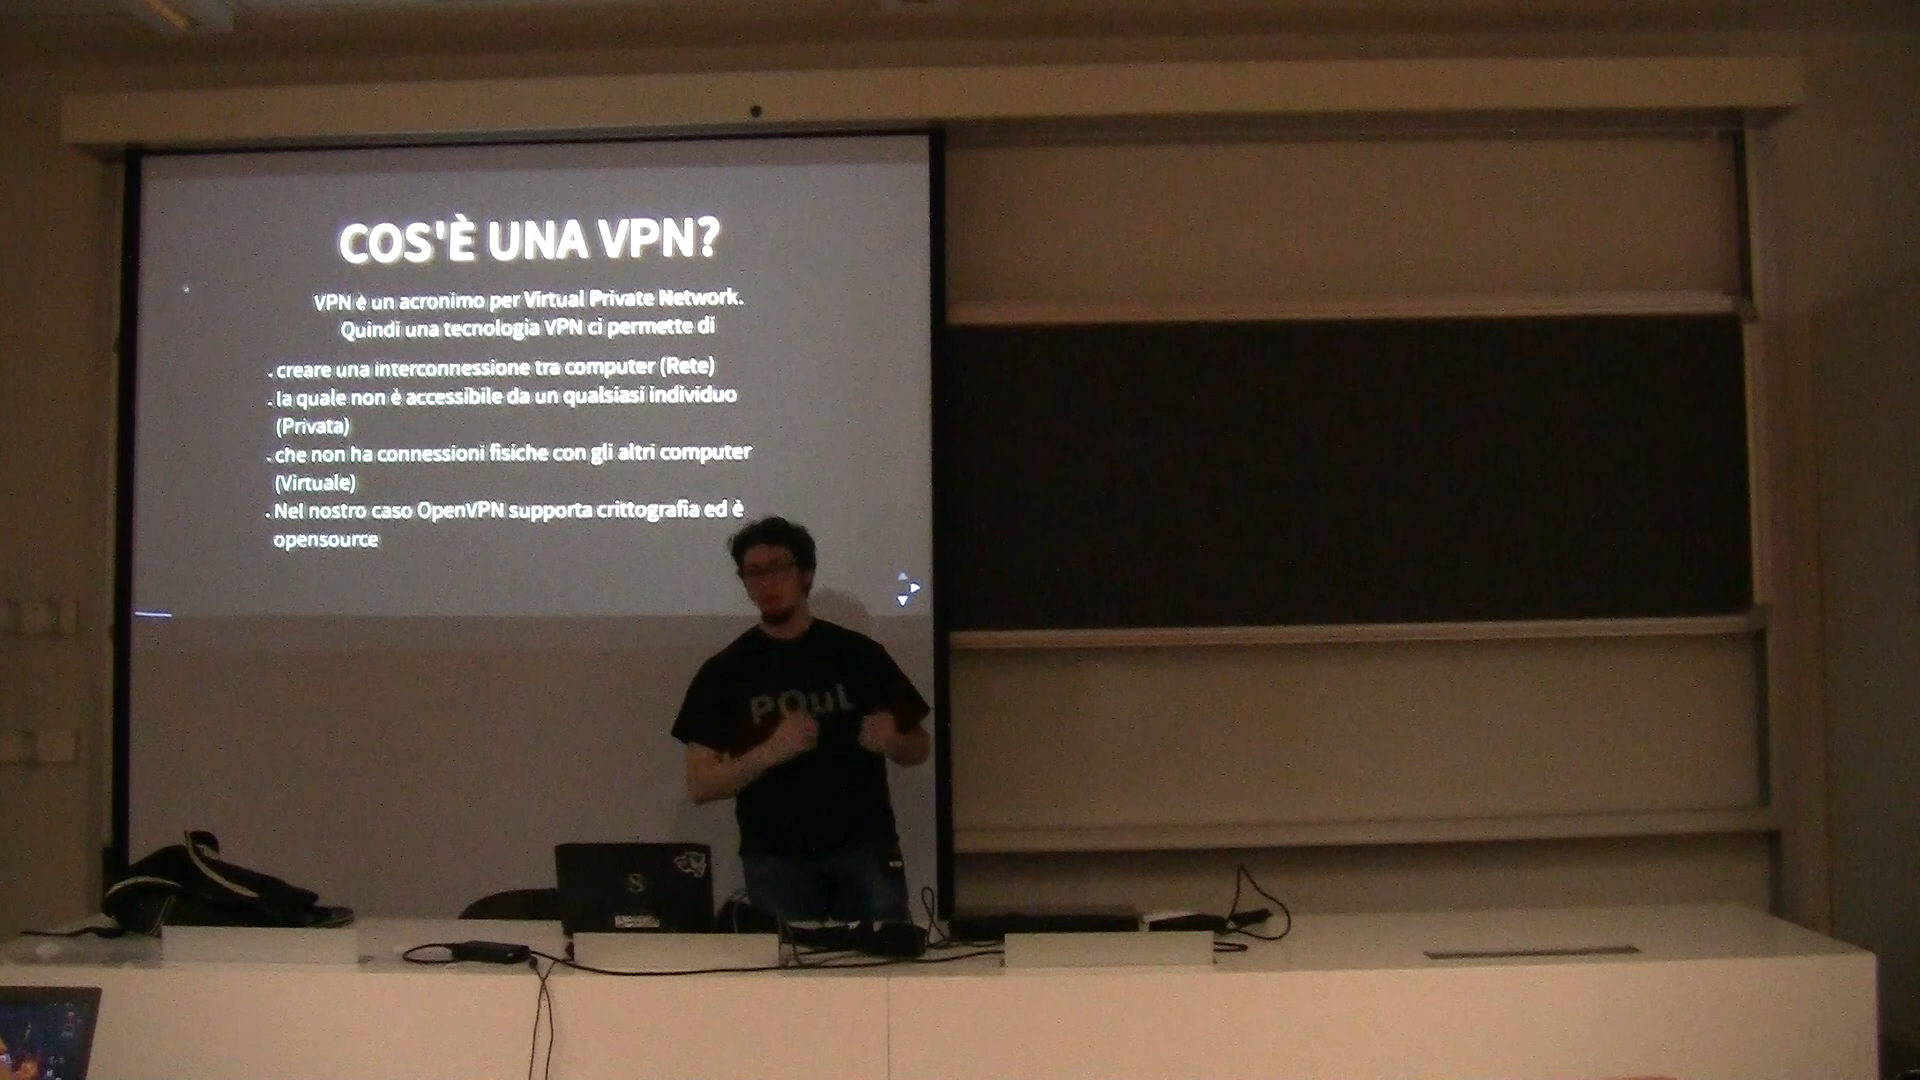 COS'È UNA VPN?
VPN è un acronimo per Virtual Private Network.
Quindi una tecnologia VPN ci permette di
. creare una interconnessione tra computer (Rete)
. la quale non è accessibile da un qualsiasi individuo
(Privata)
. che non ha connessioni fisiche con gli altri computer
(Virtuale)
. Nel nostro caso OpenVPN supporta crittografia ed è
opensource
POuL
S